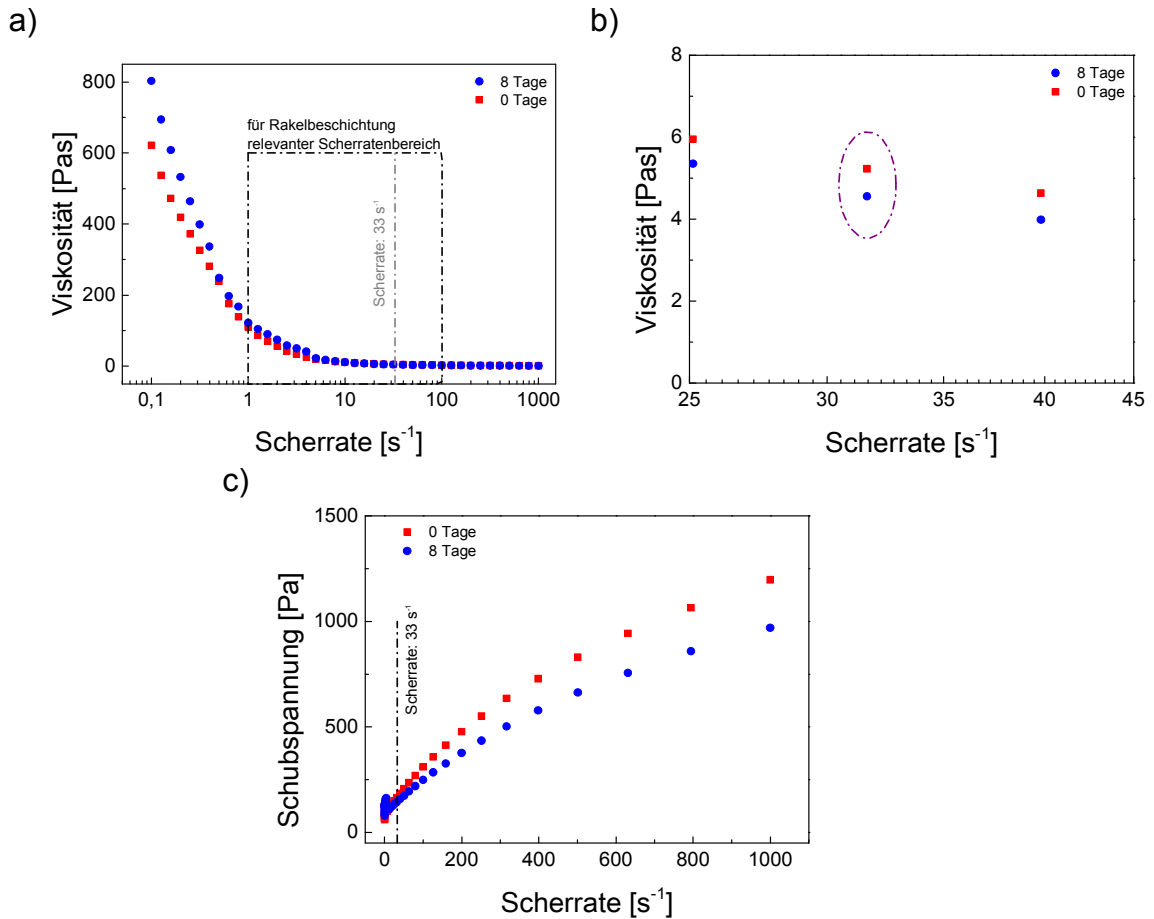 a)
800
600
400
200
0
Viskosität [Pas]
8 Tage
0 Tage
für Rakelbeschichtung
relevanter Scherratenbereich
Scherrate: 33 s⁻¹
0,1
1
10
100
1000
Scherrate [s⁻¹]
b)
8
6
4
2
0
Viskosität [Pas]
8 Tage
0 Tage
25
30
35
40
45
Scherrate [s⁻¹]
c)
1500
1000
500
0
Schubspannung [Pa]
0 Tage
8 Tage
Scherrate: 33 s⁻¹
0
200
400
600
800
1000
Scherrate [s⁻¹]